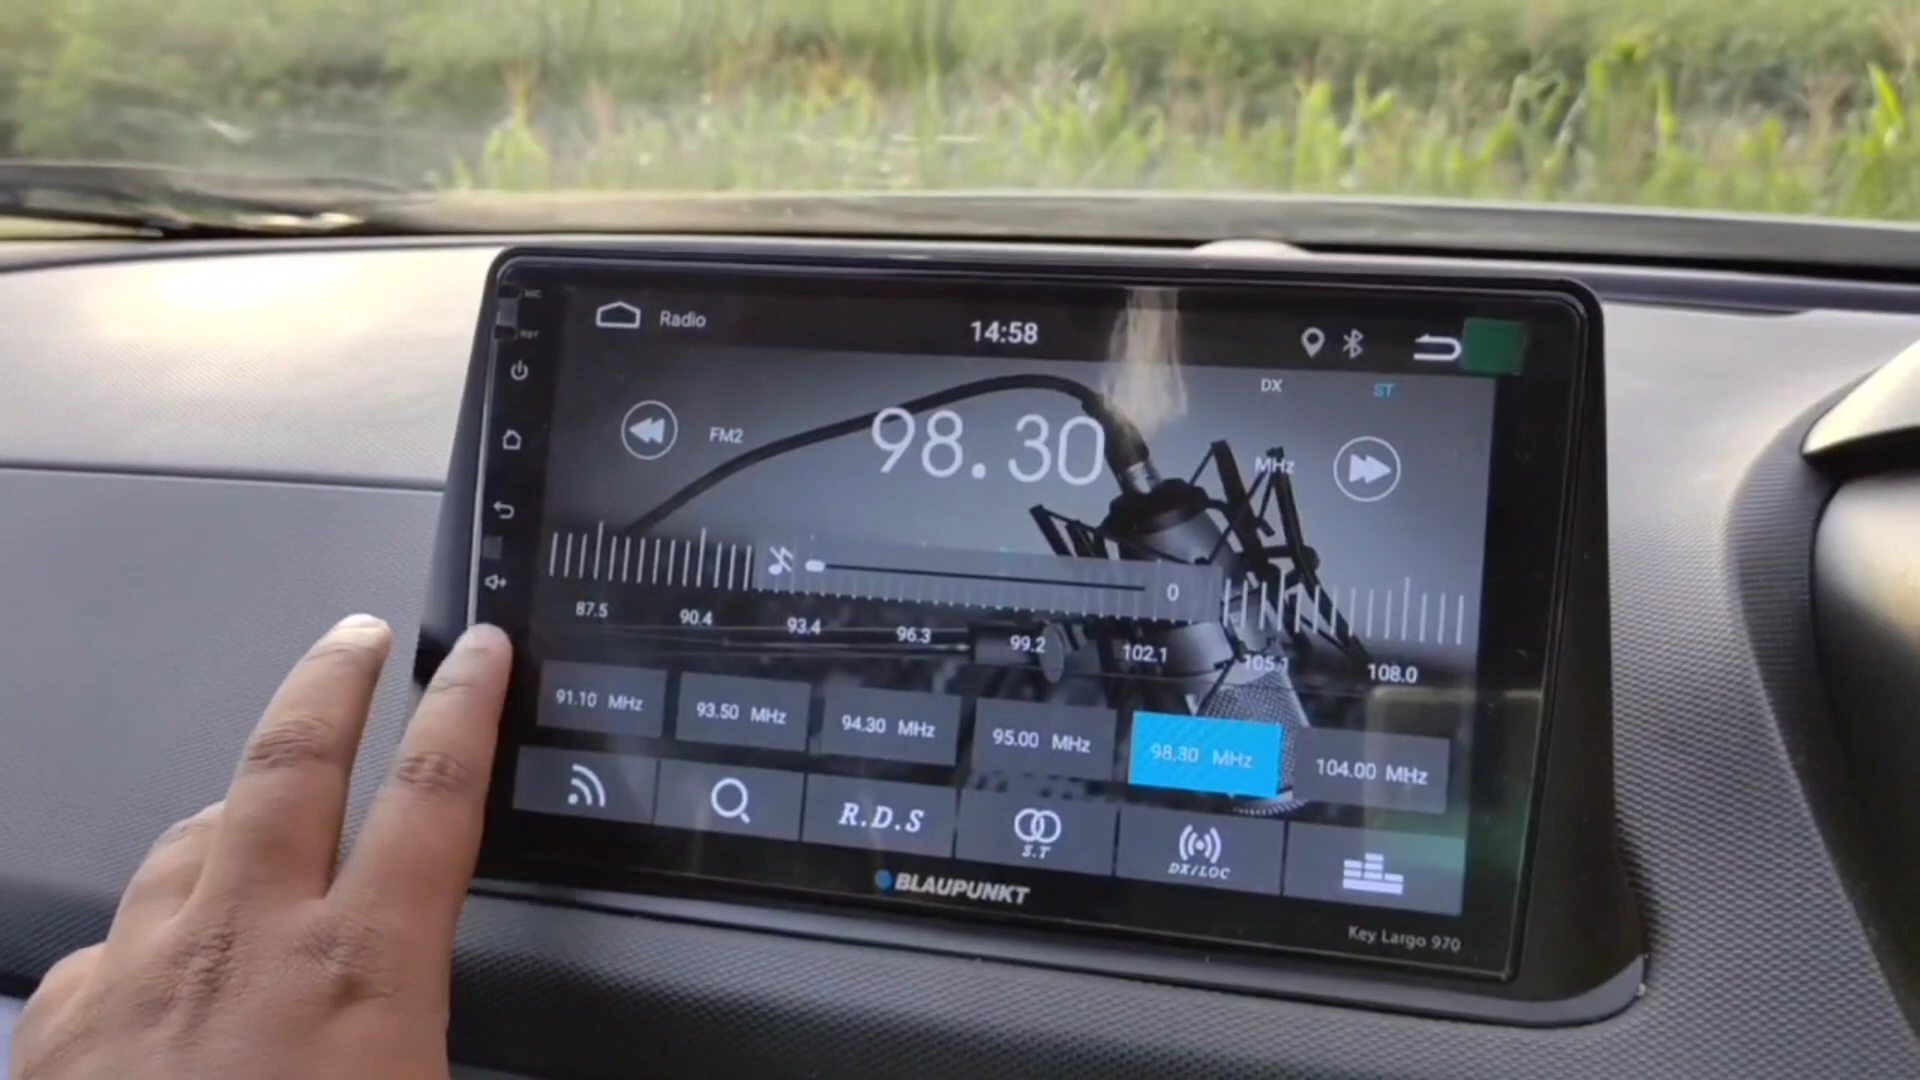 MIC
RST
Radio
14:58
DX
ST
FM2
98.30
MHz
0
87.5
90.4
93.4
96.3
99.2
102.1
105.1
108.0
91.10 MHz
93.50 MHz
94.30 MHz
95.00 MHz
98.30 MHz
104.00 MHz
R.D.S
S.T
DX/LOC
BLAUPUNKT
Key Largo 970